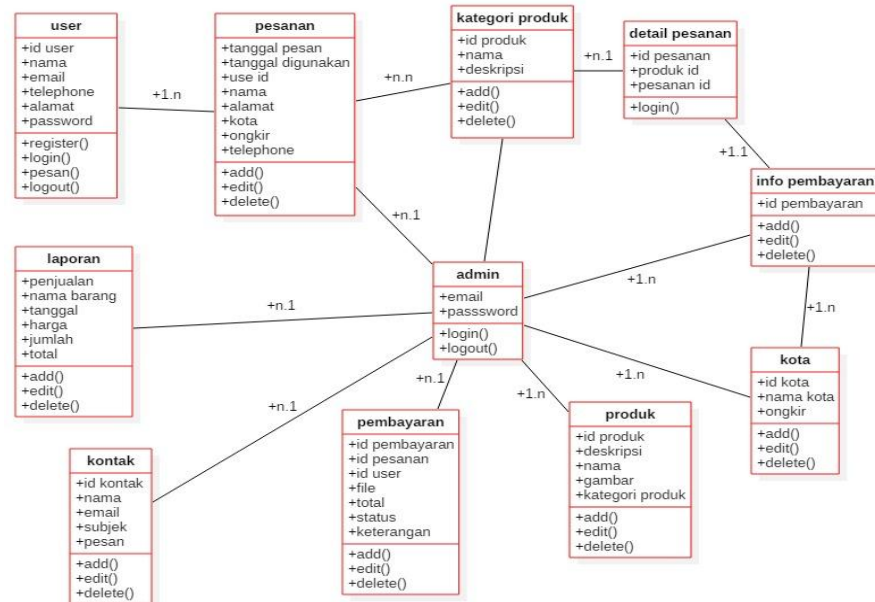 user
+id user
+nama
+email
+telephone
+alamat
+password
+register()
+login()
+pesan()
+logout()
+1.n
pesanan
+tanggal pesan
+tanggal digunakan
+use id
+nama
+alamat
+kota
+ongkir
+telephone
+add()
+edit()
+delete()
+n.n
kategori produk
+id produk
+nama
+deskripsi
+add()
+edit()
+delete()
+n.1
detail pesanan
+id pesanan
+produk id
+pesanan id
+login()
+1.1
info pembayaran
+id pembayaran
+add()
+edit()
+delete()
+n.1
laporan
+penjualan
+nama barang
+tanggal
+harga
+jumlah
+total
+add()
+edit()
+delete()
+n.1
admin
+email
+passsword
+login()
+logout()
+1.n
+1.n
kota
+id kota
+nama kota
+ongkir
+add()
+edit()
+delete()
+n.1
+n.1
+1.n
+1.n
kontak
+id kontak
+nama
+email
+subjek
+pesan
+add()
+edit()
+delete()
pembayaran
+id pembayaran
+id pesanan
+id user
+file
+total
+status
+keterangan
+add()
+edit()
+delete()
produk
+id produk
+deskripsi
+nama
+gambar
+kategori produk
+add()
+edit()
+delete()